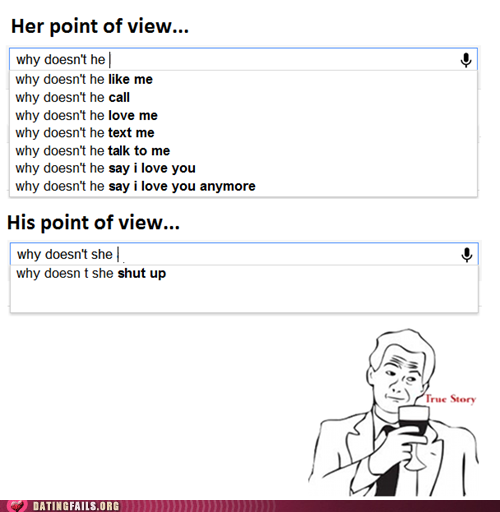 Her point of view...
why doesn't he
why doesn't he like me
why doesn't he call
why doesn't he love me
why doesn't he text me
why doesn't he talk to me
why doesn't he say i love you
why doesn't he say i love you anymore
His point of view...
why doesn't she
why doesn t she shut up
True Story
DATINGFAILS.ORG